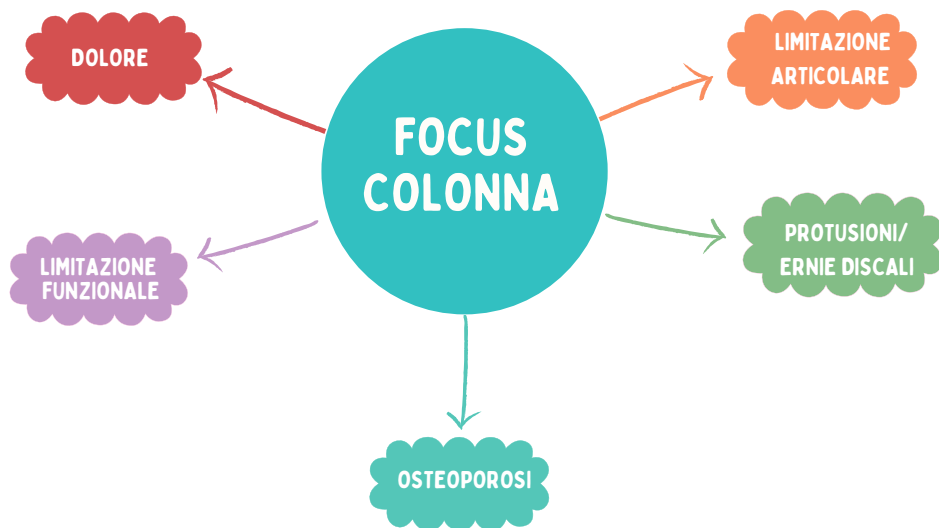 DOLORE
LIMITAZIONE
ARTICOLARE
FOCUS
COLONNA
LIMITAZIONE
FUNZIONALE
PROTUSIONI/
ERNIE DISCALI
OSTEOPOROSI